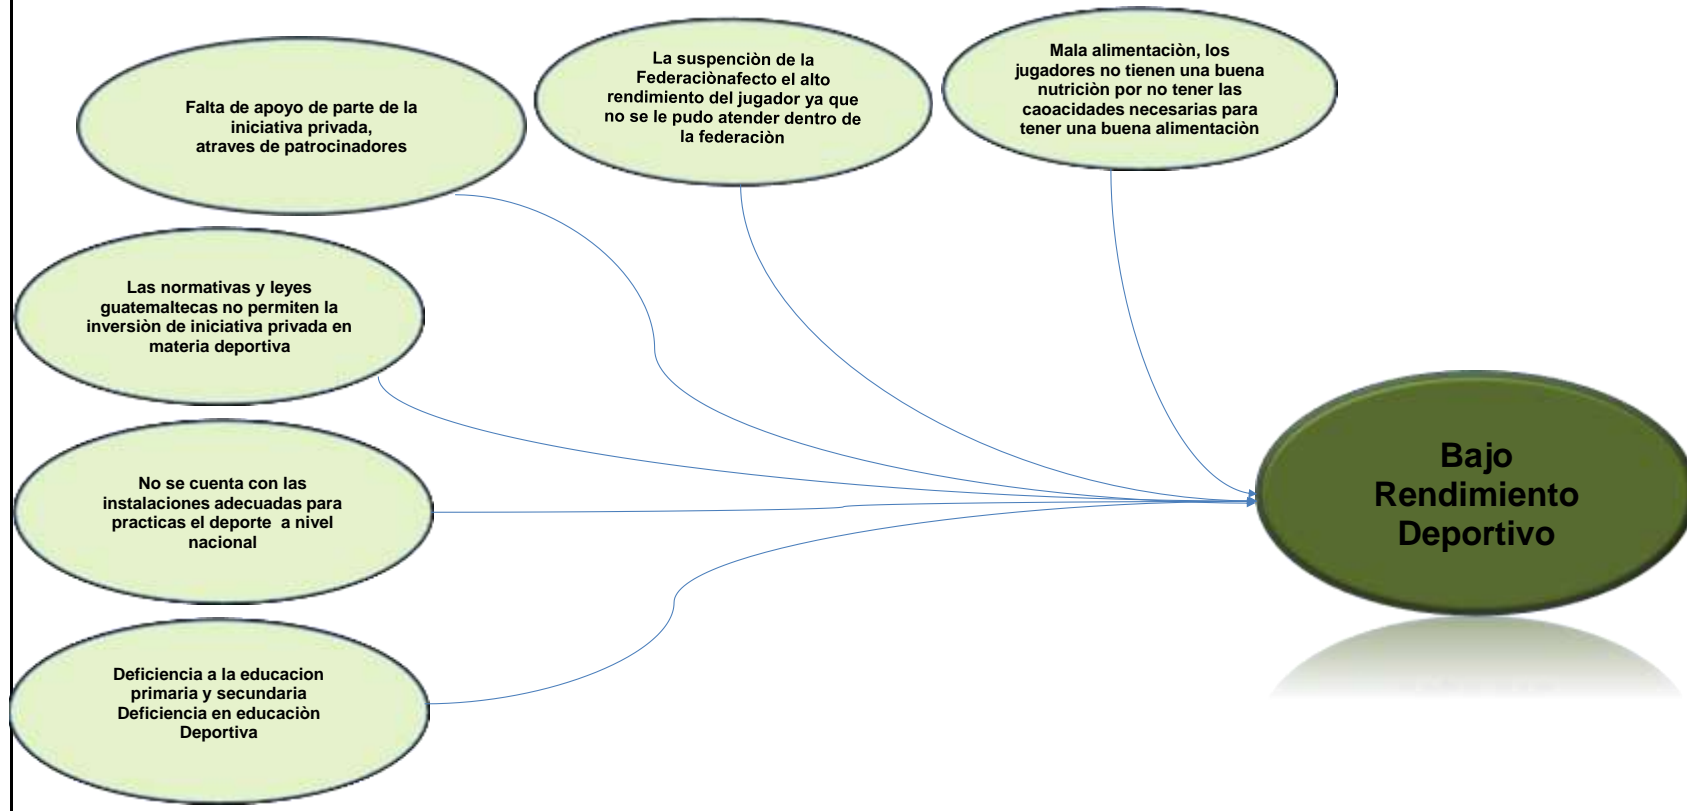 Falta de apoyo de parte de la
iniciativa privada,
atraves de patrocinadores
La suspenciòn de la
Federaciònafecto el alto
rendimiento del jugador ya que
no se le pudo atender dentro de
la federaciòn
Mala alimentaciòn, los
jugadores no tienen una buena
nutriciòn por no tener las
caoacidades necesarias para
tener una buena alimentaciòn
Las normativas y leyes
guatemaltecas no permiten la
inversiòn de iniciativa privada en
materia deportiva
No se cuenta con las
instalaciones adecuadas para
practicas el deporte  a nivel
nacional
Deficiencia a la educacion
primaria y secundaria
Deficiencia en educaciòn
Deportiva
Bajo
Rendimiento
Deportivo